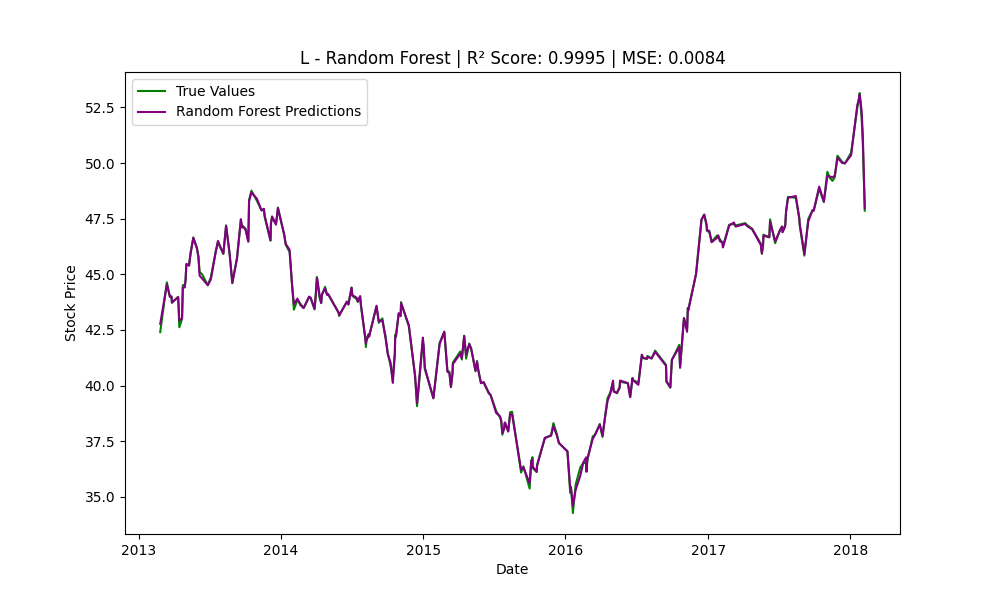 L - Random Forest | R² Score: 0.9995 | MSE: 0.0084
True Values
Random Forest Predictions
Stock Price
52.5
50.0
47.5
45.0
42.5
40.0
37.5
35.0
2013
2014
2015
2016
2017
2018
Date